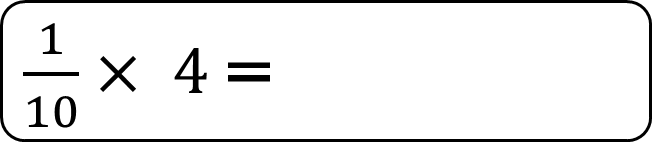 1/10 × 4 =